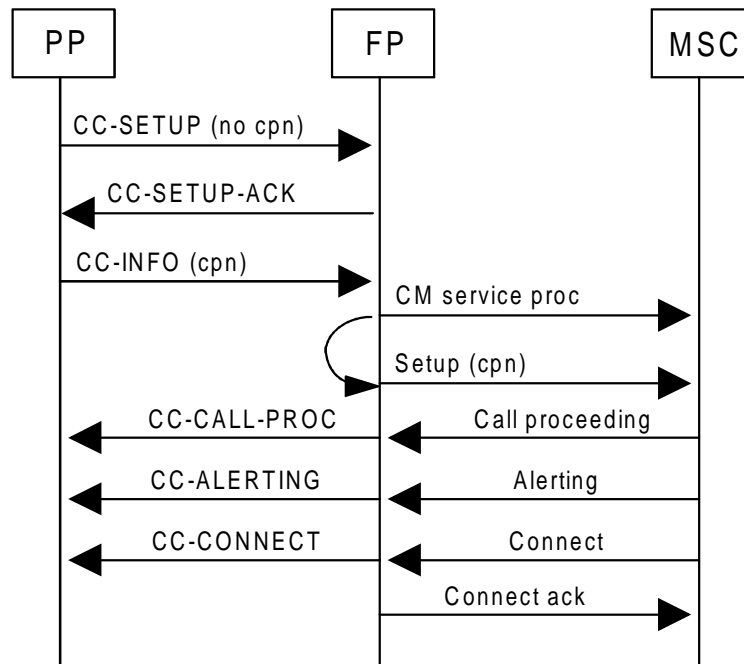 PP
FP
MSC
CC-SETUP (no cpn)
CC-SETUP-ACK
CC-INFO (cpn)
CM service proc
Setup (cpn)
CC-CALL-PROC
Call proceeding
CC-ALERTING
Alerting
CC-CONNECT
Connect
Connect ack